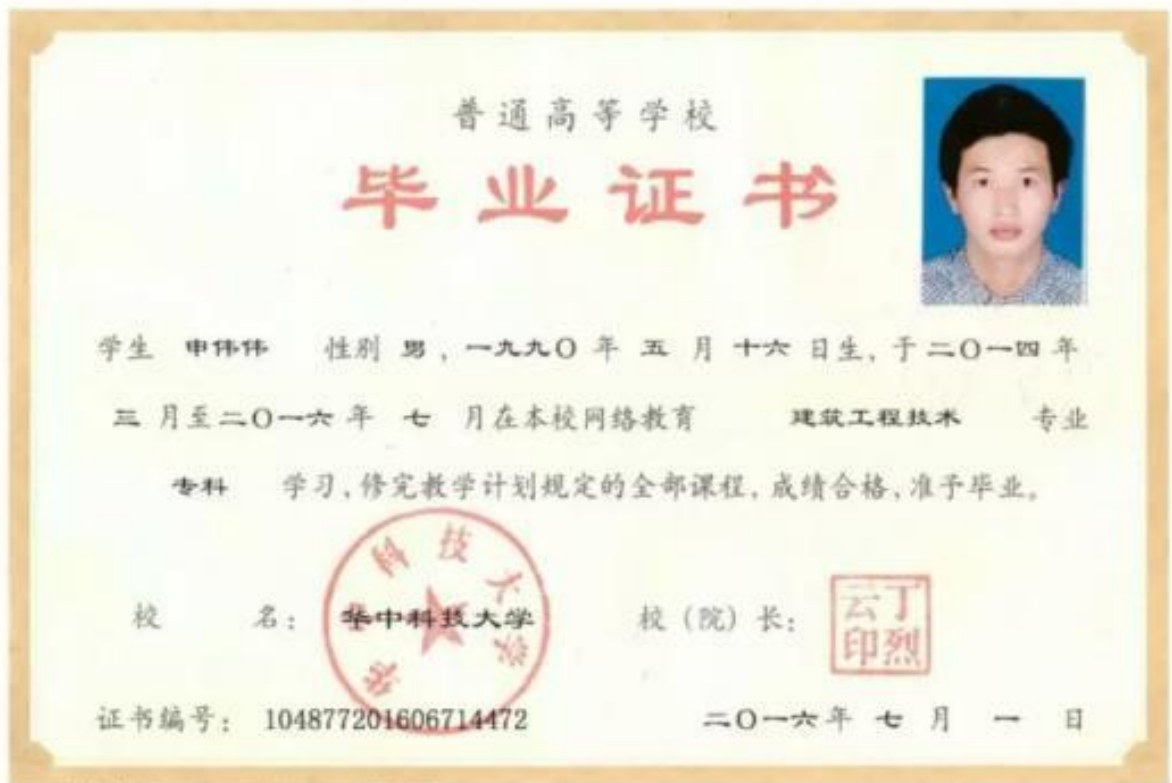 普通高等学校
毕业证书
学生 申伟伟 性别 男，一九九〇 年 五 月 十六 日生，于二〇一四 年
三 月至二〇一六 年 七 月在本校网络教育 建筑工程技术 专业
专科 学习，修完教学计划规定的全部课程，成绩合格，准予毕业。
华中科技大学
校 名： 华中科技大学 校（院）长： 丁烈云印
证书编号： 104877201606714472 二〇一六年 七 月 一 日